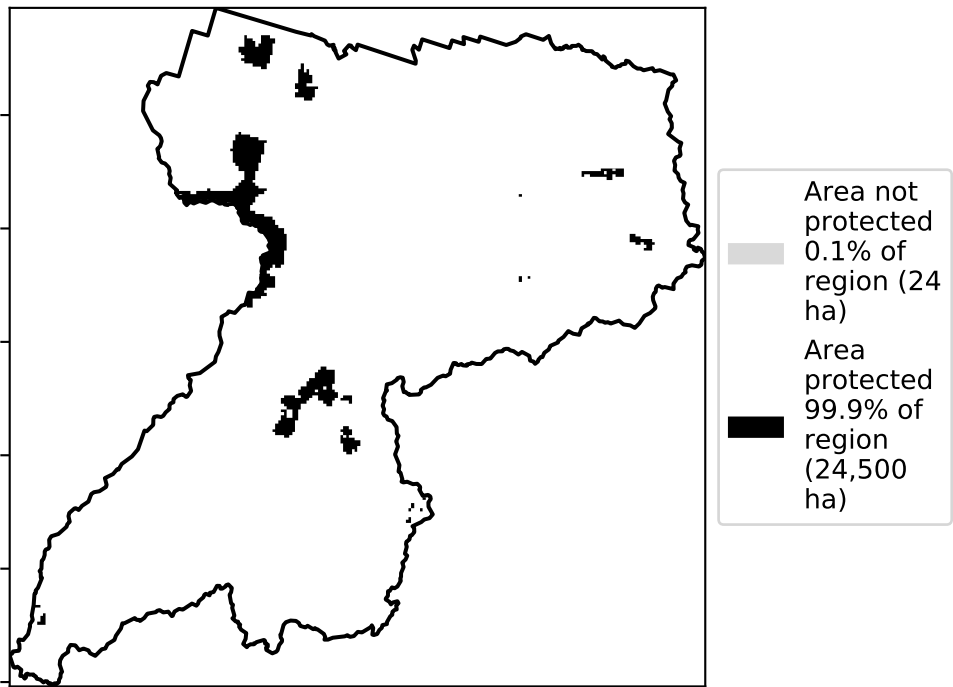 Area not
protected
0.1% of
region (24
ha)
Area
protected
99.9% of
region
(24,500
ha)